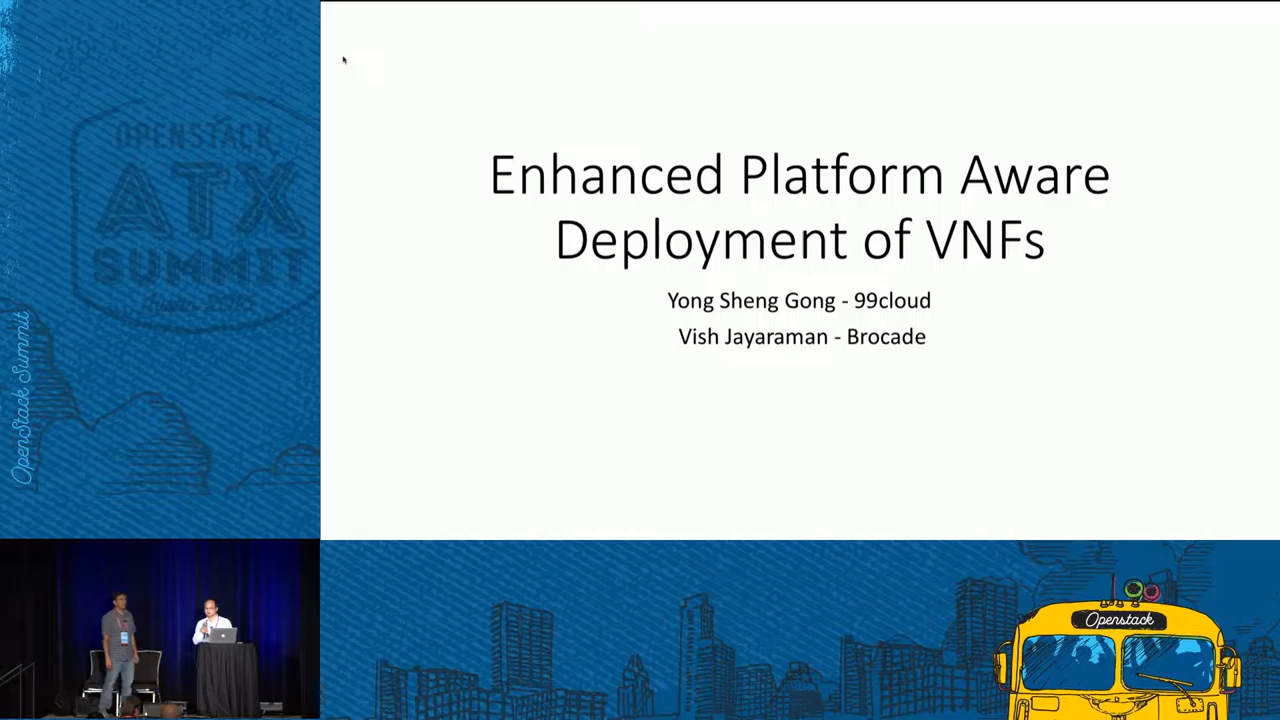 OPENSTACK
ATX
SUMMIT
OpenStack Summit
Enhanced Platform Aware
Deployment of VNFs
Yong Sheng Gong - 99cloud
Vish Jayaraman - Brocade
Openstack